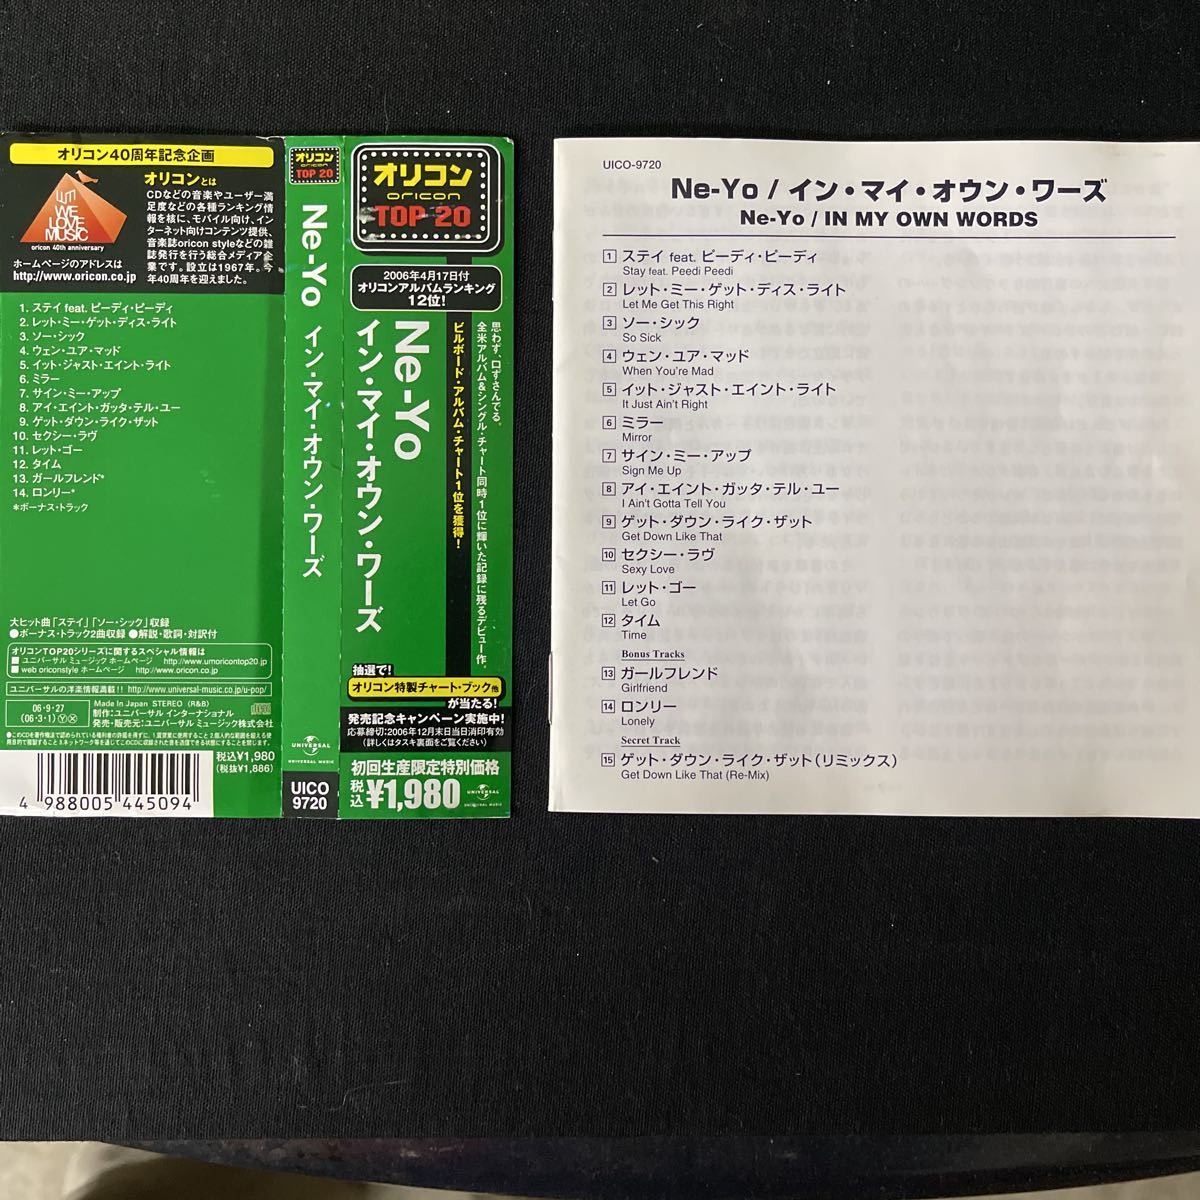 オリコン40周年記念企画
WE
LOVE
MUSIC
oricon 40th anniversary
ホームページのアドレスは
http://www.oricon.co.jp
オリコンとは
CDなどの音楽やユーザー満
足度などの各種ランキング情
報を核に、モバイル向け、イン
ターネット向けコンテンツ提供、
音楽誌oricon styleなどの雑
誌発行を行う総合メディア企
業です。設立は1967年。今
年40周年を迎えました。
1. ステイ feat. ピーディ・ピーディ
2. レット・ミー・ゲット・ディス・ライト
3. ソー・シック
4. ウェン・ユア・マッド
5. イット・ジャスト・エイント・ライト
6. ミラー
7. サイン・ミー・アップ
8. アイ・エイント・ガッタ・テル・ユー
9. ゲット・ダウン・ライク・ザット
10. セクシー・ラヴ
11. レット・ゴー
12. タイム
13. ガールフレンド*
14. ロンリー*
*ボーナス・トラック
大ヒット曲「ステイ」「ソー・シック」収録
●ボーナス・トラック2曲収録 ●解説・歌詞・対訳付
オリコンTOP20シリーズに関するスペシャル情報は
■ ユニバーサル ミュージック ホームページ http://www.umoricontop20.jp
■ web oriconstyle ホームページ http://www.oricon.co.jp
ユニバーサルの洋楽情報満載!! http://www.universal-music.co.jp/u-pop/
06・9・27
(06・3・1)
Made In Japan STEREO (R&B)
制作:ユニバーサル インターナショナル
発売・販売元:ユニバーサル ミュージック株式会社
税込¥1,980
(税抜¥1,886)
4 988005 445094
オリコン
oricon
TOP 20
Ne-Yo イン・マイ・オウン・ワーズ
UNIVERSAL
UNIVERSAL MUSIC
UICO
9720
オリコン
oricon
TOP 20
2006年4月17日付
オリコンアルバムランキング
12位!
思わず、口ずさんでる。
全米アルバム&シングル・チャート同時1位に輝いた記録に残るデビュー作。
ビルボード・アルバム・チャート1位を獲得!
Ne-Yo
イン・マイ・オウン・ワーズ
抽選で!
オリコン特製チャート・ブック他
が当たる!
発売記念キャンペーン実施中!
応募締切:2006年12月末日当日消印有効
(詳しくはタスキ裏面をご覧ください)
初回生産限定特別価格
税込¥1,980
UNIVERSAL
UNIVERSAL MUSIC
UICO-9720
Ne-Yo / イン・マイ・オウン・ワーズ
Ne-Yo / IN MY OWN WORDS
1 ステイ feat. ピーディ・ピーディ
Stay feat. Peedi Peedi
2 レット・ミー・ゲット・ディス・ライト
Let Me Get This Right
3 ソー・シック
So Sick
4 ウェン・ユア・マッド
When You're Mad
5 イット・ジャスト・エイント・ライト
It Just Ain't Right
6 ミラー
Mirror
7 サイン・ミー・アップ
Sign Me Up
8 アイ・エイント・ガッタ・テル・ユー
I Ain't Gotta Tell You
9 ゲット・ダウン・ライク・ザット
Get Down Like That
10 セクシー・ラヴ
Sexy Love
11 レット・ゴー
Let Go
12 タイム
Time
Bonus Tracks
13 ガールフレンド
Girlfriend
14 ロンリー
Lonely
Secret Track
15 ゲット・ダウン・ライク・ザット(リミックス)
Get Down Like That (Re-Mix)